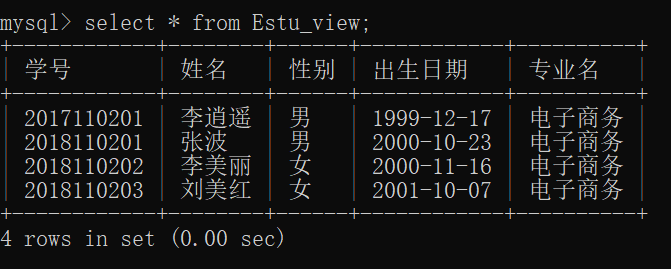 mysql> select * from Estu_view;
+------------+--------+------+------------+----------+
| 学号 | 姓名 | 性别 | 出生日期 | 专业名 |
+------------+--------+------+------------+----------+
| 2017110201 | 李逍遥 | 男 | 1999-12-17 | 电子商务 |
| 2018110201 | 张波 | 男 | 2000-10-23 | 电子商务 |
| 2018110202 | 李美丽 | 女 | 2000-11-16 | 电子商务 |
| 2018110203 | 刘美红 | 女 | 2001-10-07 | 电子商务 |
+------------+--------+------+------------+----------+
4 rows in set (0.00 sec)